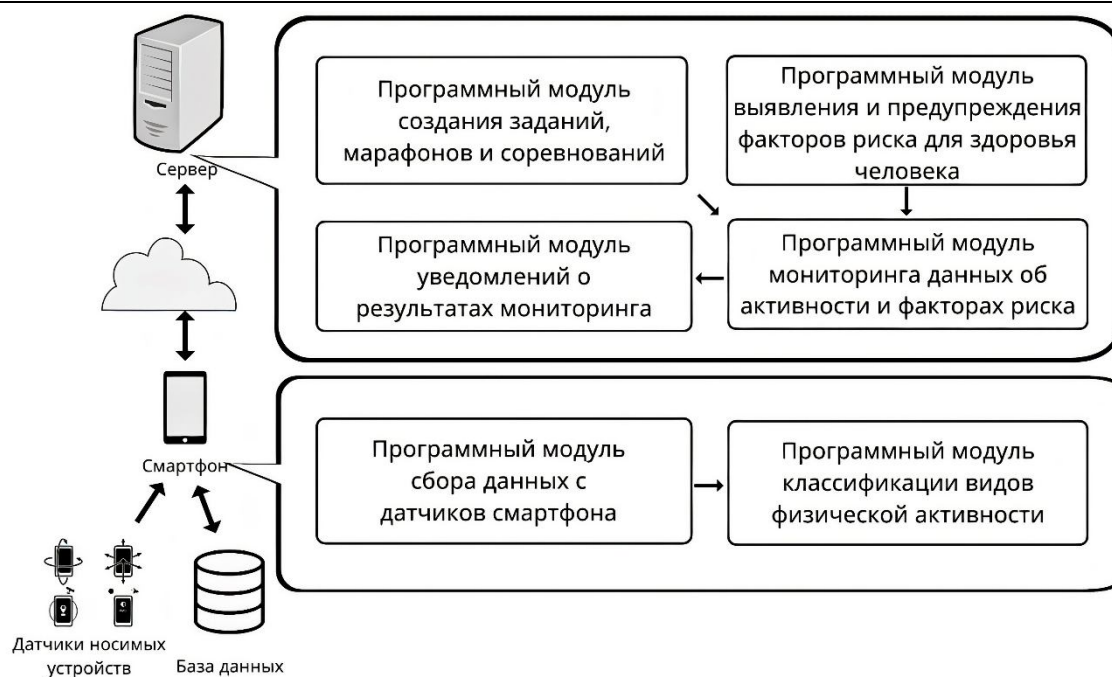 Сервер
Программный модуль
создания заданий,
марафонов и соревнований
Программный модуль
выявления и предупреждения
факторов риска для здоровья
человека
Программный модуль
уведомлений о
результатах мониторинга
Программный модуль
мониторинга данных об
активности и факторах риска
Смартфон
Программный модуль
сбора данных с
датчиков смартфона
Программный модуль
классификации видов
физической активности
Датчики носимых
устройств
База данных